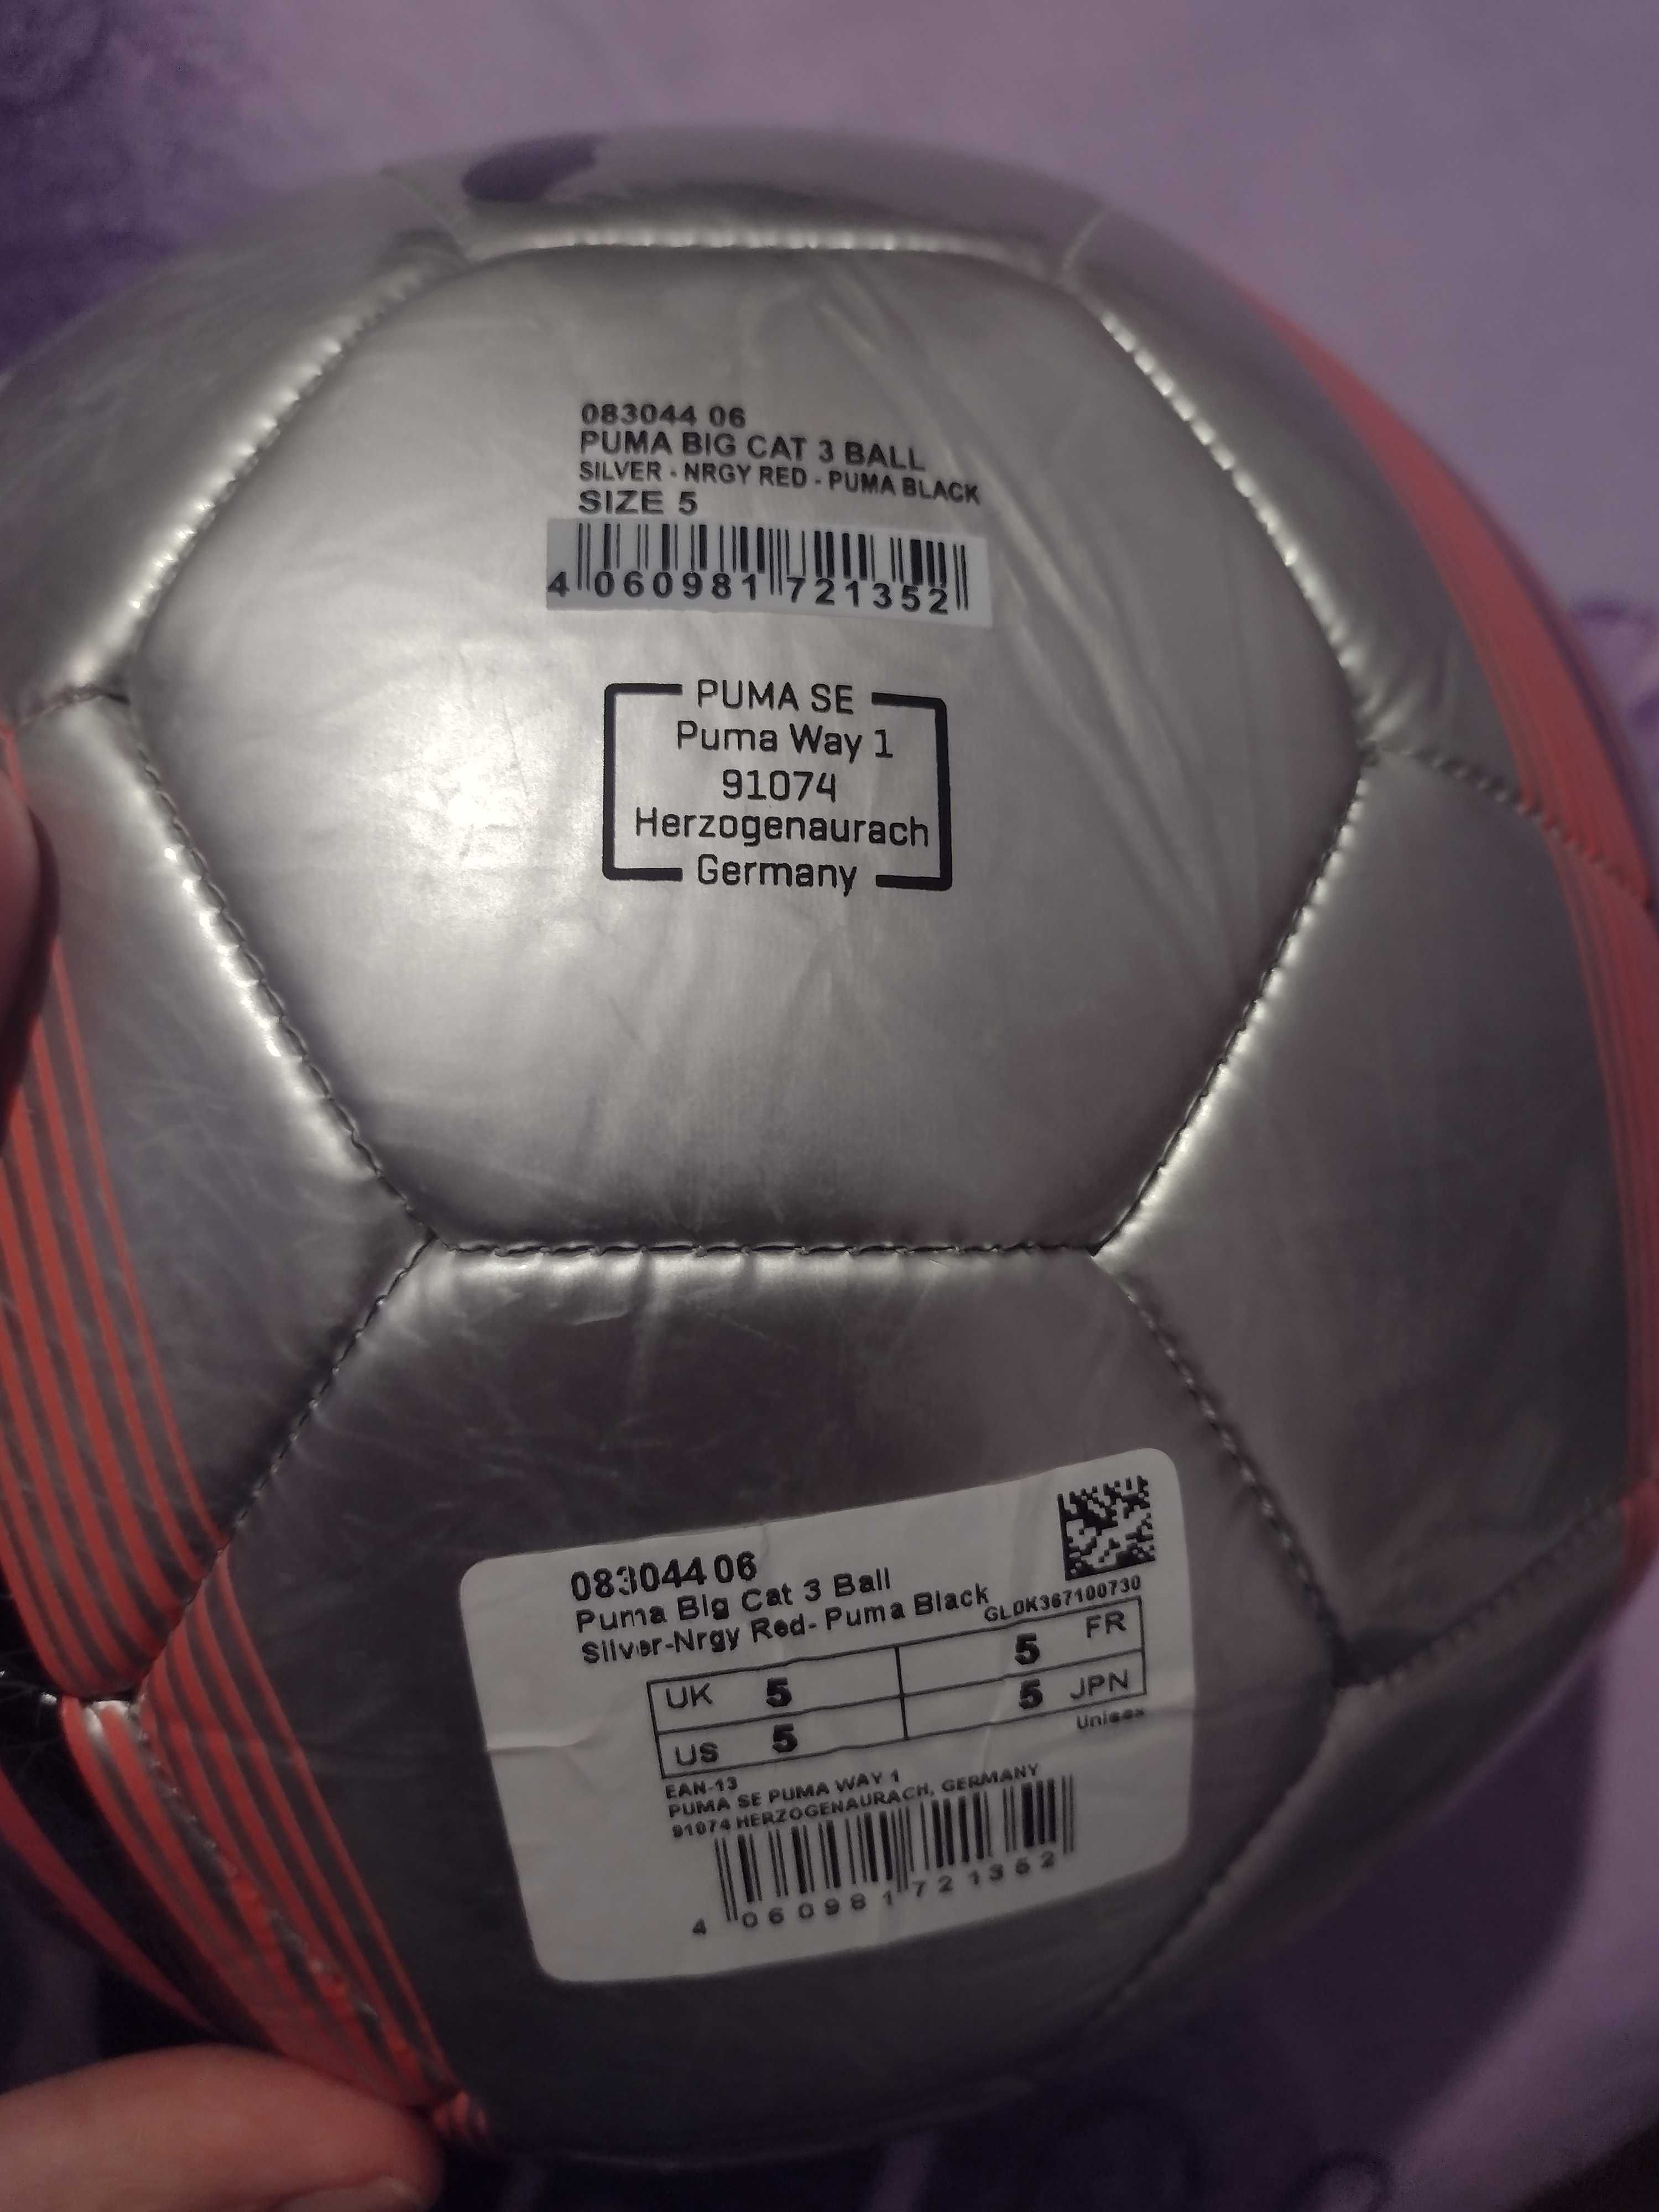 083044 06
PUMA BIG CAT 3 BALL
SILVER - NRGY RED - PUMA BLACK
SIZE 5
4 060981 721352
PUMA SE
Puma Way 1
91074
Herzogenaurach
Germany
083044 06
Puma Big Cat 3 Ball
Silver-Nrgy Red- Puma Black
GLDK367100730
UK 5 5 FR
US 5 5 JPN
Unisex
EAN-13
PUMA SE PUMA WAY 1
91074 HERZOGENAURACH, GERMANY
4 060981 721352